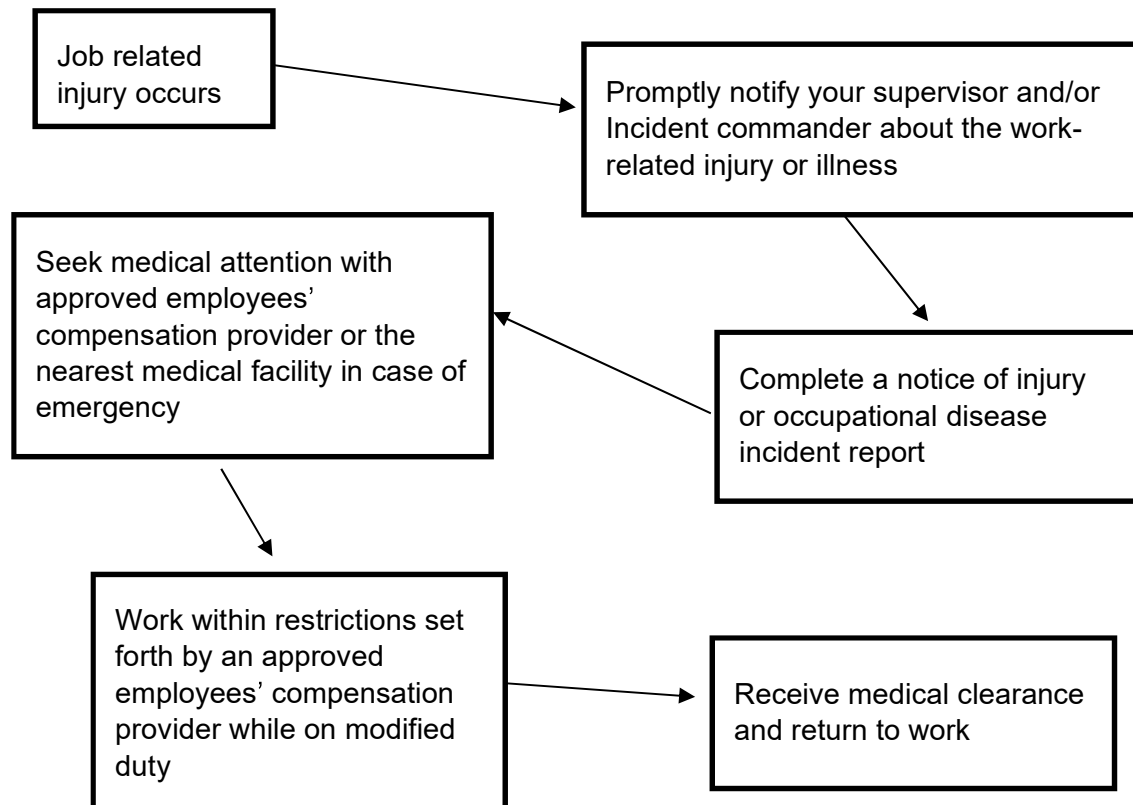 Job related
injury occurs
Promptly notify your supervisor and/or
Incident commander about the work-
related injury or illness
Complete a notice of injury
or occupational disease
incident report
Seek medical attention with
approved employees’
compensation provider or the
nearest medical facility in case of
emergency
Work within restrictions set
forth by an approved
employees’ compensation
provider while on modified
duty
Receive medical clearance
and return to work